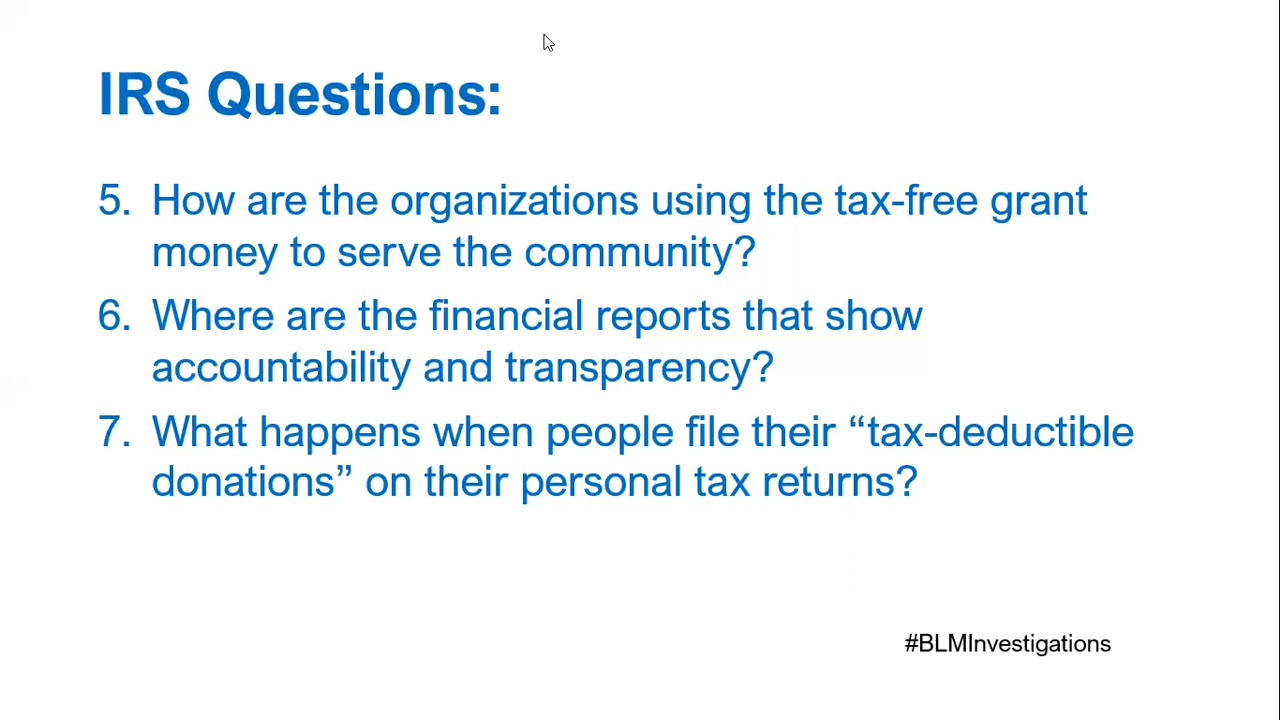 IRS Questions:
5. How are the organizations using the tax-free grant
money to serve the community?
6. Where are the financial reports that show
accountability and transparency?
7. What happens when people file their “tax-deductible
donations” on their personal tax returns?
#BLMInvestigations